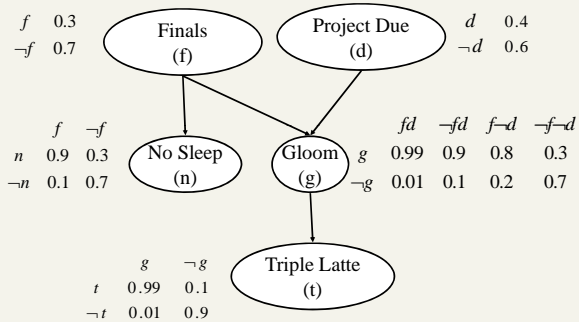 f 0.3
¬f 0.7
Finals
(f)
Project Due
(d)
d 0.4
¬d 0.6
f ¬f
n 0.9 0.3
¬n 0.1 0.7
No Sleep
(n)
Gloom
(g)
fd ¬fd f¬d ¬f¬d
g 0.99 0.9 0.8 0.3
¬g 0.01 0.1 0.2 0.7
g ¬g
t 0.99 0.1
¬t 0.01 0.9
Triple Latte
(t)